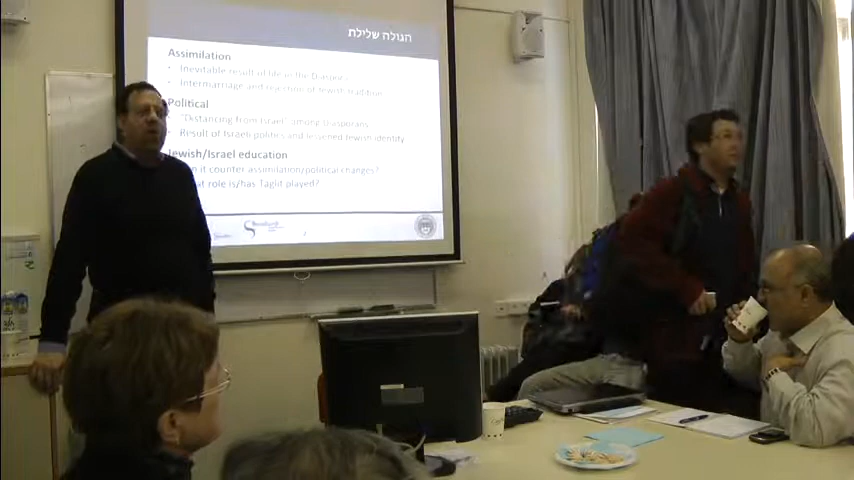 הגולה שלילת
Assimilation
• Inevitable result of life in the Diaspora
• Intermarriage and rejection of Jewish tradition
Political
• "Distancing from Israel" among Diasporans
• Result of Israeli politics and lessened Jewish identity
Jewish/Israel education
it counter assimilation/political changes?
role is/has Taglit played?